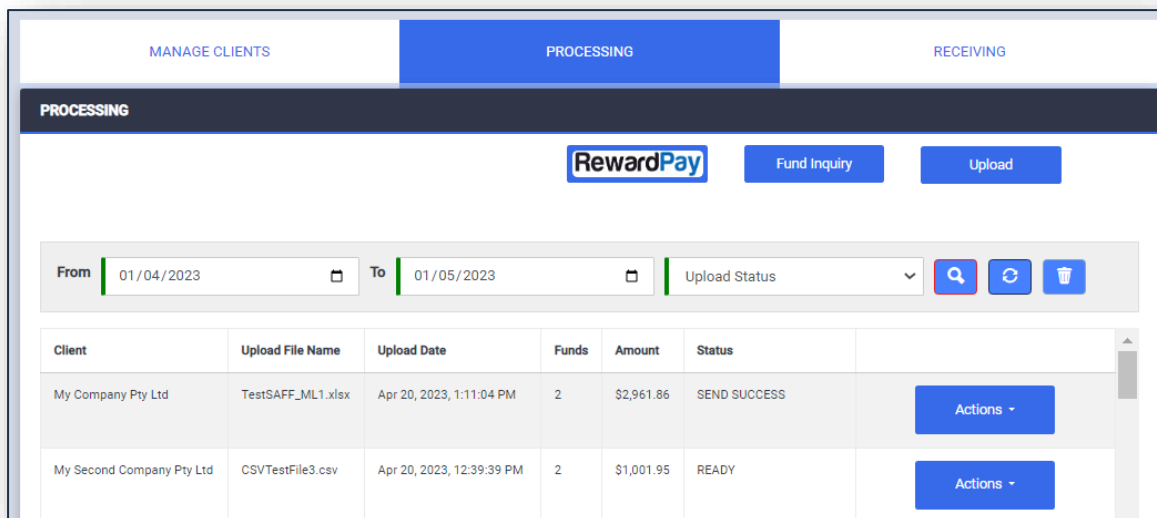 MANAGE CLIENTS PROCESSING RECEIVING
PROCESSING
RewardPay Fund Inquiry Upload
From 01/04/2023 To 01/05/2023 Upload Status
Client Upload File Name Upload Date Funds Amount Status
My Company Pty Ltd TestSAFF_ML1.xlsx Apr 20, 2023, 1:11:04 PM 2 $2,961.86 SEND SUCCESS Actions
My Second Company Pty Ltd CSVTestFile3.csv Apr 20, 2023, 12:39:39 PM 2 $1,001.95 READY Actions